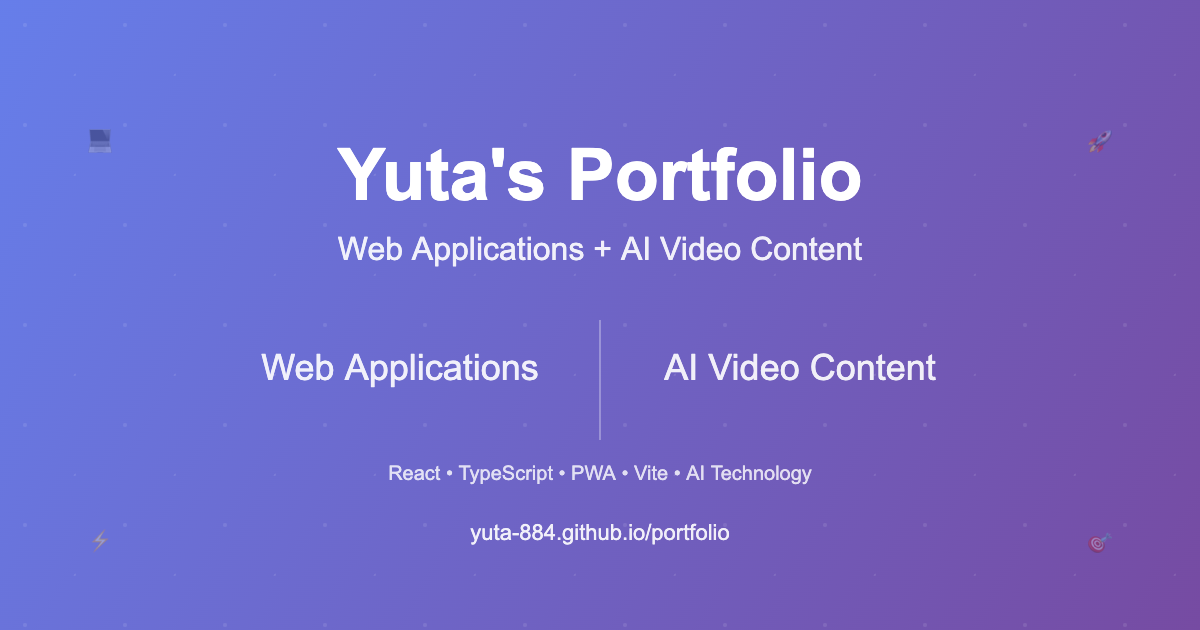 Yuta's Portfolio
Web Applications + AI Video Content
Web Applications
AI Video Content
React • TypeScript • PWA • Vite • AI Technology
yuta-884.github.io/portfolio